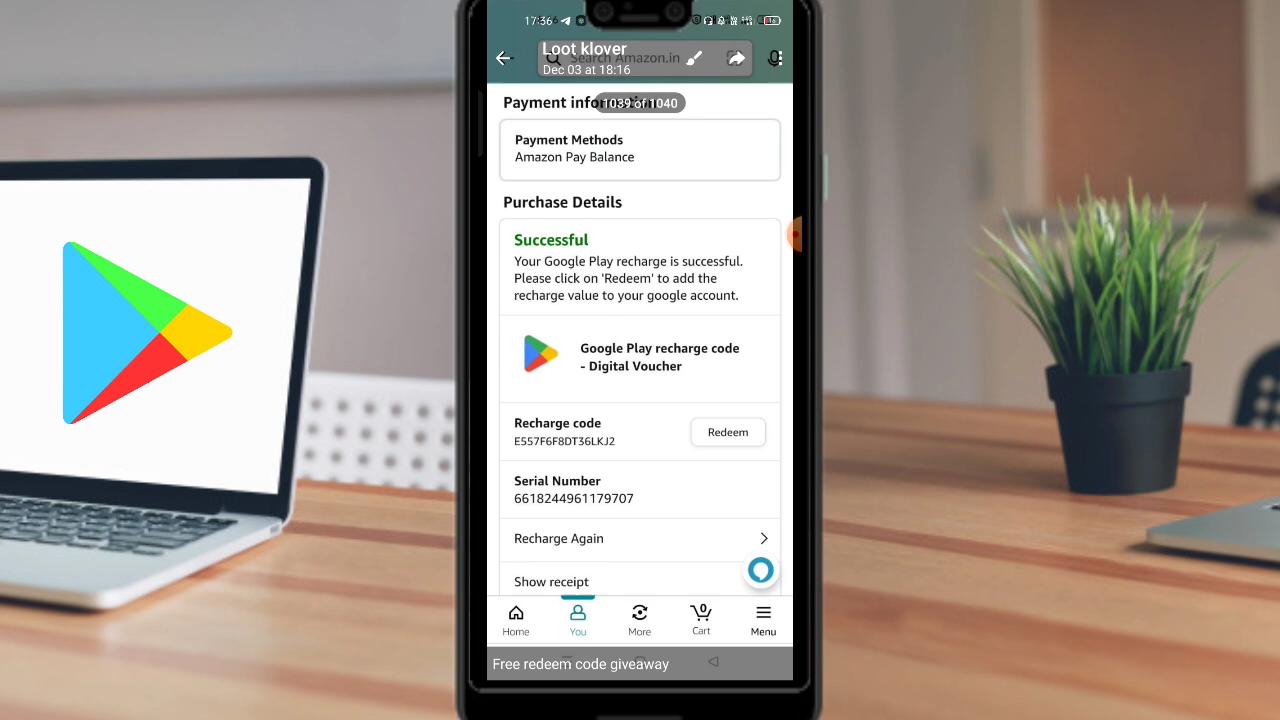 17:36
Loot klover
Search Amazon.in
Dec 03 at 18:16
Payment information
1039 of 1040
Payment Methods
Amazon Pay Balance
Purchase Details
Successful
Your Google Play recharge is successful.
Please click on 'Redeem' to add the
recharge value to your google account.
Google Play recharge code
- Digital Voucher
Recharge code
E557F6F8DT36LKJ2
Redeem
Serial Number
6618244961179707
Recharge Again
Show receipt
0
Home
You
More
Cart
Menu
Free redeem code giveaway